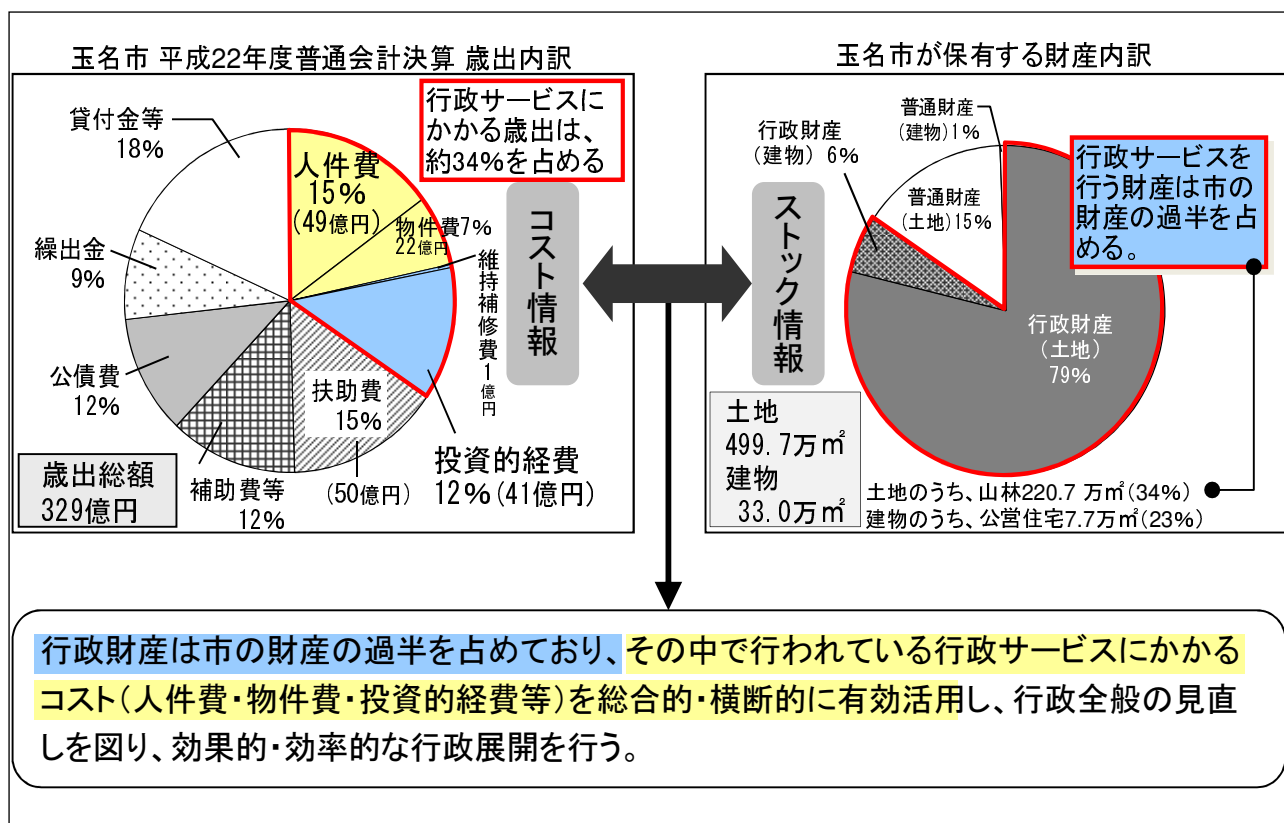 玉名市 平成22年度普通会計決算 歳出内訳
行政サービスに
かかる歳出は、
約34%を占める
貸付金等
18%
人件費
15%
(49億円)
物件費7%
22億円
維持補修費1億円
繰出金
9%
公債費
12%
扶助費
15%
(50億円)
補助費等
12%
投資的経費
12%(41億円)
歳出総額
329億円
コスト情報
ストック情報
玉名市が保有する財産内訳
普通財産
(建物)1%
行政財産
(建物) 6%
普通財産
(土地)15%
行政サービスを
行う財産は市の
財産の過半を占
める。
行政財産
(土地)
79%
土地
499.7万㎡
建物
33.0万㎡
土地のうち、山林220.7 万㎡(34%)
建物のうち、公営住宅7.7万㎡(23%)
行政財産は市の財産の過半を占めており、その中で行われている行政サービスにかかる
コスト(人件費・物件費・投資的経費等)を総合的・横断的に有効活用し、行政全般の見直
しを図り、効果的・効率的な行政展開を行う。